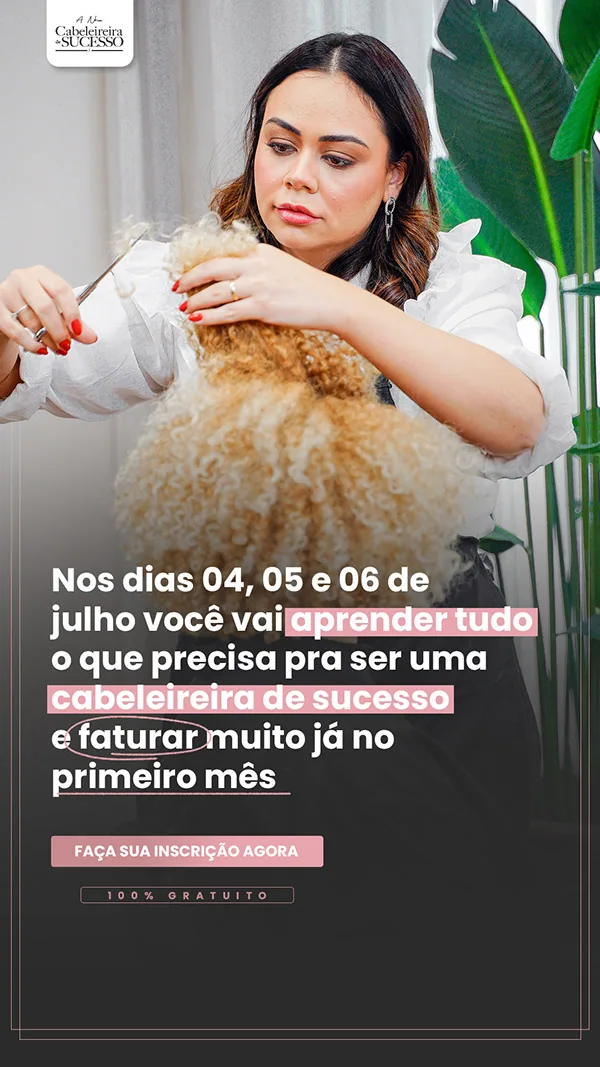 A Nova
Cabeleireira
de SUCESSO
Nos dias 04, 05 e 06 de
julho você vai aprender tudo
o que precisa pra ser uma
cabeleireira de sucesso
e faturar muito já no
primeiro mês
FAÇA SUA INSCRIÇÃO AGORA
100% GRATUITO